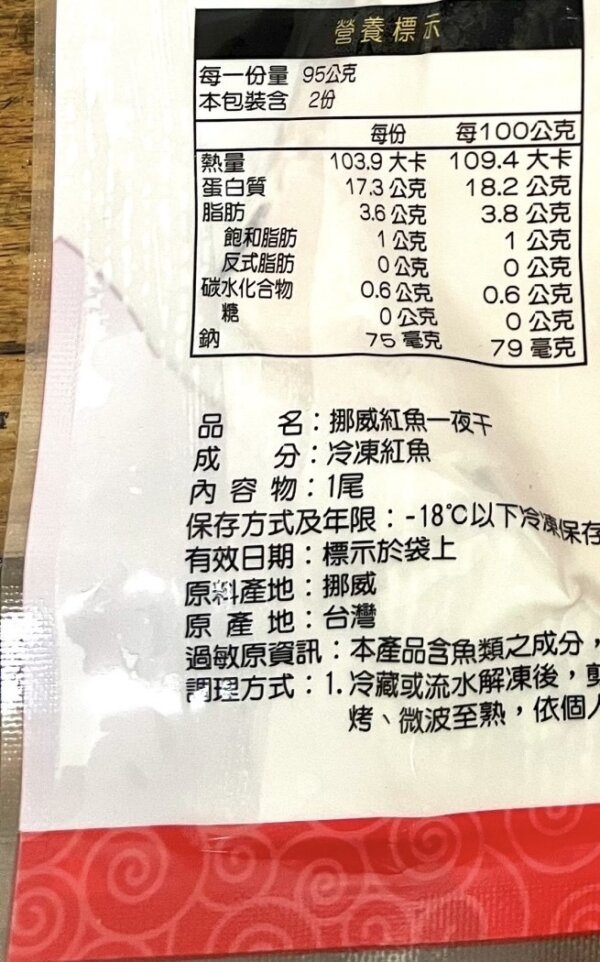 營養標示
每一份量 95公克
本包裝含 2份
每份 每100公克
熱量 103.9 大卡 109.4 大卡
蛋白質 17.3 公克 18.2 公克
脂肪 3.6 公克 3.8 公克
飽和脂肪 1 公克 1 公克
反式脂肪 0 公克 0 公克
碳水化合物 0.6 公克 0.6 公克
糖 0 公克 0 公克
鈉 75 毫克 79 毫克
品名：挪威紅魚一夜干
成分：冷凍紅魚
內容物：1尾
保存方式及年限：-18℃以下冷凍保存
有效日期：標示於袋上
原料產地：挪威
原產地：台灣
過敏原資訊：本產品含魚類之成分，
調理方式：1.冷藏或流水解凍後，剪
烤、微波至熟，依個人